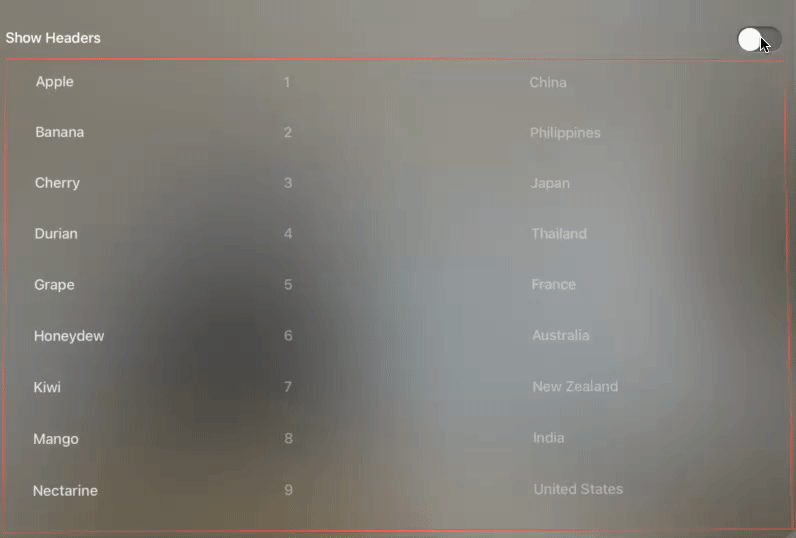 Show Headers
Apple 1 China
Banana 2 Philippines
Cherry 3 Japan
Durian 4 Thailand
Grape 5 France
Honeydew 6 Australia
Kiwi 7 New Zealand
Mango 8 India
Nectarine 9 United States